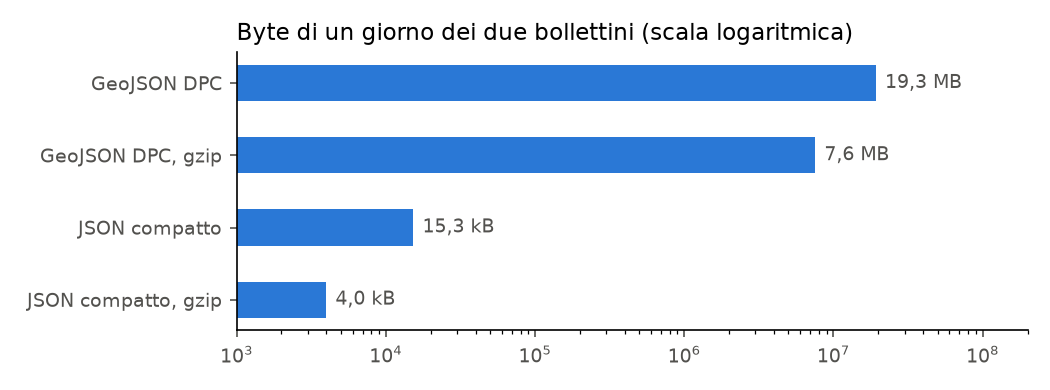 Byte di un giorno dei due bollettini (scala logaritmica)
GeoJSON DPC
19,3 MB
GeoJSON DPC, gzip
7,6 MB
JSON compatto
15,3 kB
JSON compatto, gzip
4,0 kB
10³ 10⁴ 10⁵ 10⁶ 10⁷ 10⁸